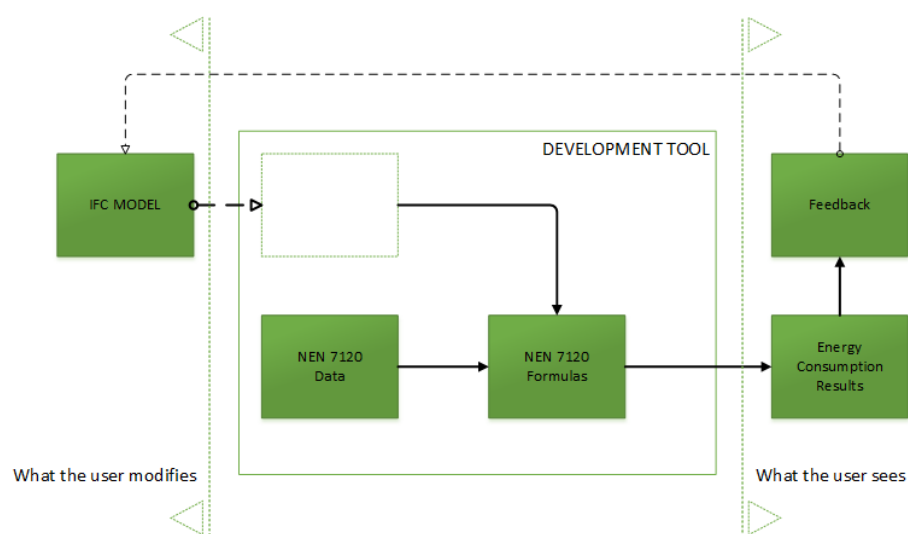 DEVELOPMENT TOOL
IFC MODEL
Feedback
NEN 7120
Data
NEN 7120
Formulas
Energy
Consumption
Results
What the user modifies
What the user sees